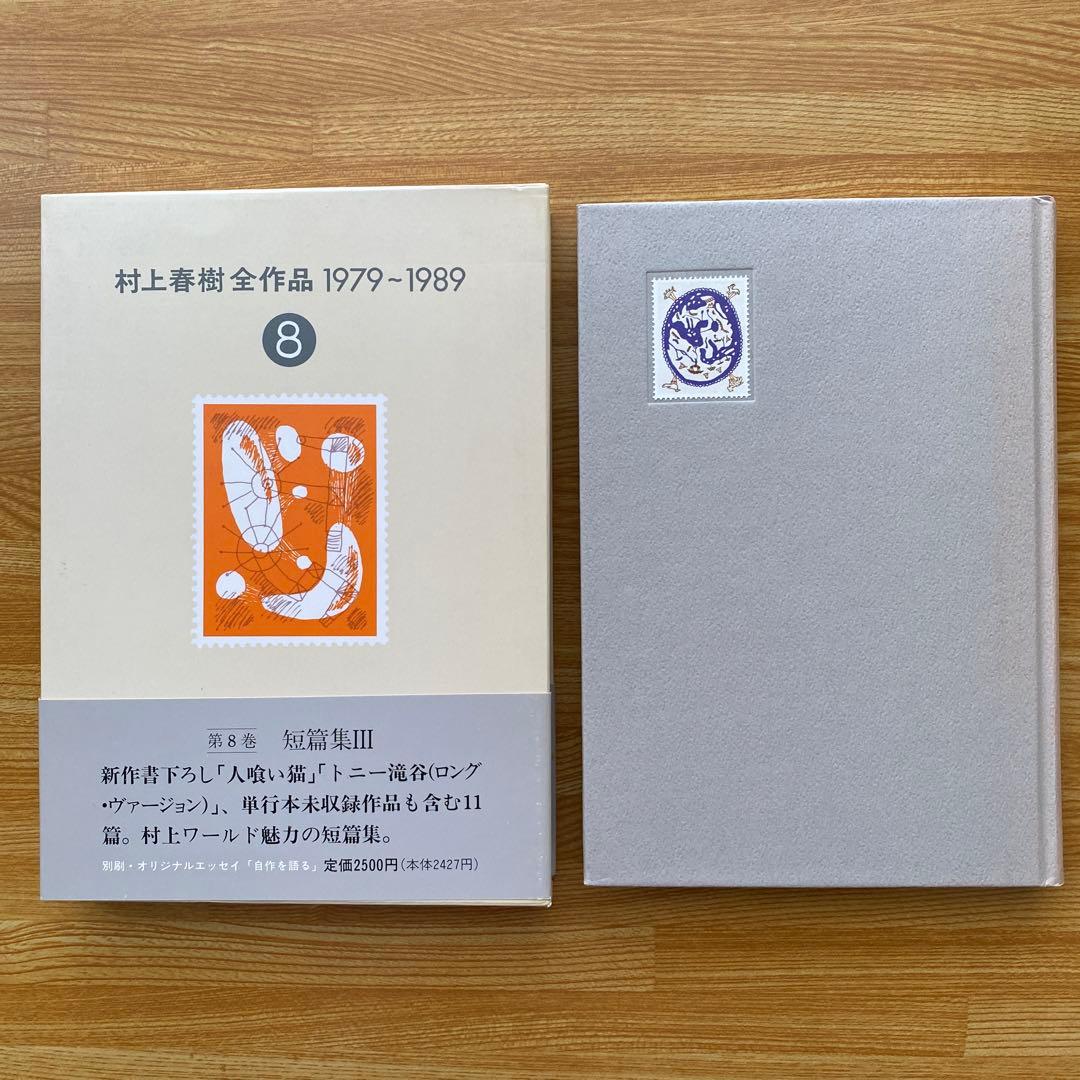 村上春樹 全作品 1979~1989
8
第8巻 短篇集III
新作書下ろし「人喰い猫」「トニー滝谷(ロング
・ヴァージョン)」、単行本未収録作品も含む11
篇。村上ワールド魅力の短篇集。
別刷・オリジナルエッセイ「自作を語る」定価2500円(本体2427円)